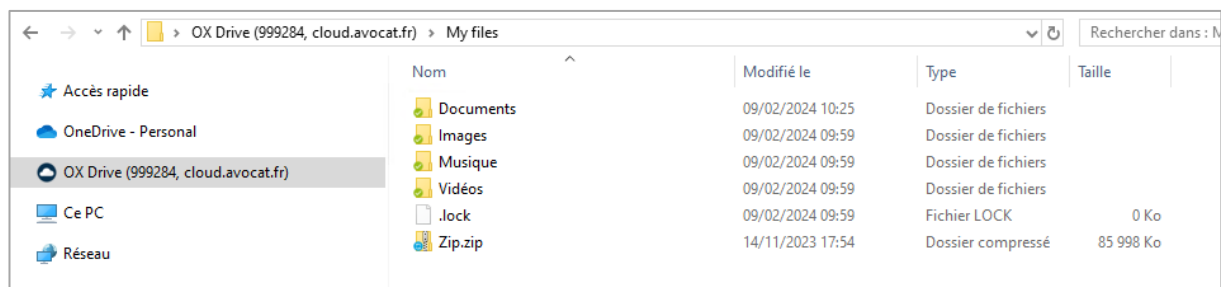 OX Drive (999284, cloud.avocat.fr) > My files
Rechercher dans : M
Accès rapide
OneDrive - Personal
OX Drive (999284, cloud.avocat.fr)
Ce PC
Réseau
Nom Modifié le Type Taille
Documents 09/02/2024 10:25 Dossier de fichiers
Images 09/02/2024 09:59 Dossier de fichiers
Musique 09/02/2024 09:59 Dossier de fichiers
Vidéos 09/02/2024 09:59 Dossier de fichiers
.lock 09/02/2024 09:59 Fichier LOCK 0 Ko
Zip.zip 14/11/2023 17:54 Dossier compressé 85 998 Ko